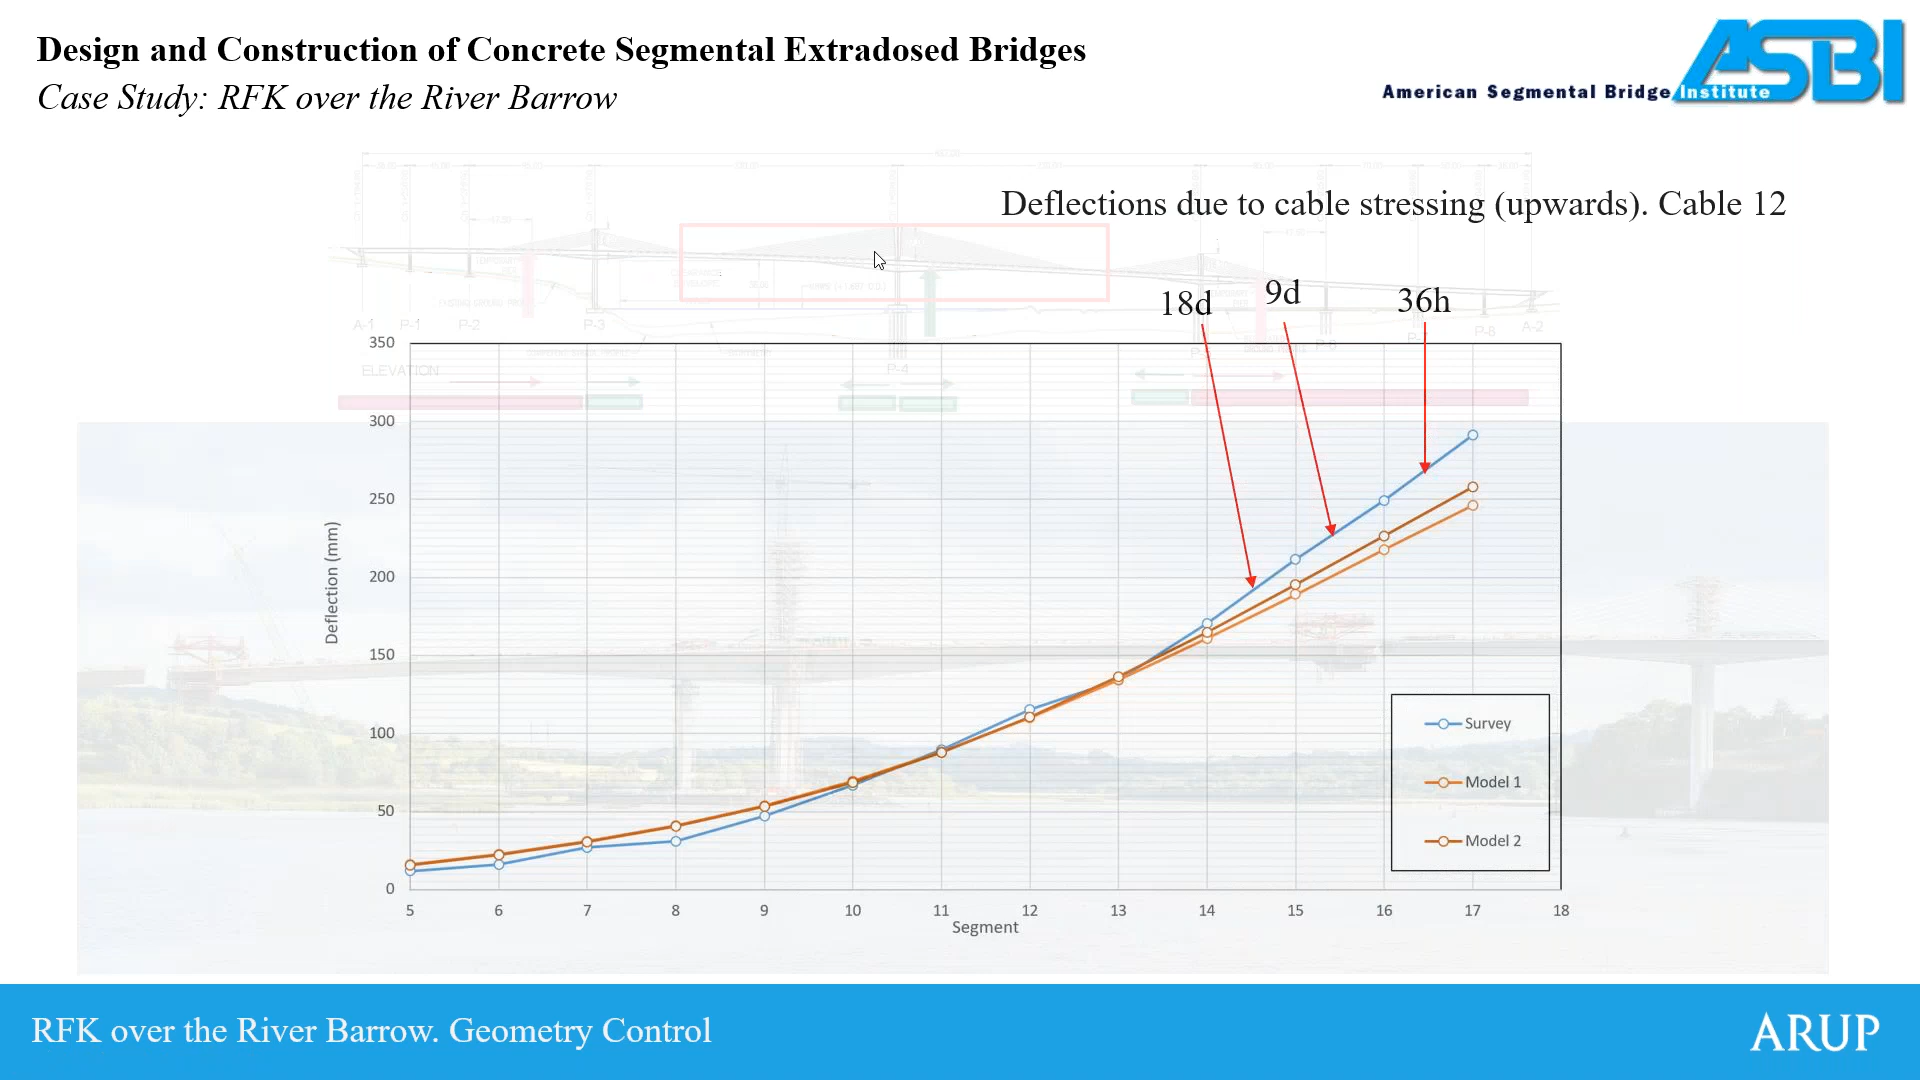 Design and Construction of Concrete Segmental Extradosed Bridges
Case Study: RFK over the River Barrow
ASBI
American Segmental Bridge Institute
Deflections due to cable stressing (upwards). Cable 12
18d 9d 36h
A-1 P-1 P-2 P-3 P-8 A-2
P-4
ELEVATION
350
300
250
200
150
100
50
0
Deflection (mm)
5 6 7 8 9 10 11 12 13 14 15 16 17 18
Segment
Survey
Model 1
Model 2
RFK over the River Barrow. Geometry Control
ARUP